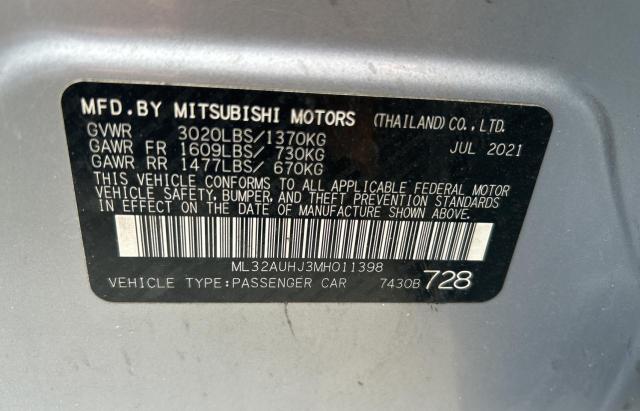 MFD.BY MITSUBISHI MOTORS (THAILAND)CO.,LTD.
GVWR 3020LBS/1370KG JUL 2021
GAWR FR 1609LBS/ 730KG
GAWR RR 1477LBS/ 670KG
THIS VEHICLE CONFORMS TO ALL APPLICABLE FEDERAL MOTOR
VEHICLE SAFETY, BUMPER, AND THEFT PREVENTION STANDARDS
IN EFFECT ON THE DATE OF MANUFACTURE SHOWN ABOVE.
ML32AUHJ3MH011398
VEHICLE TYPE:PASSENGER CAR 7430B 728